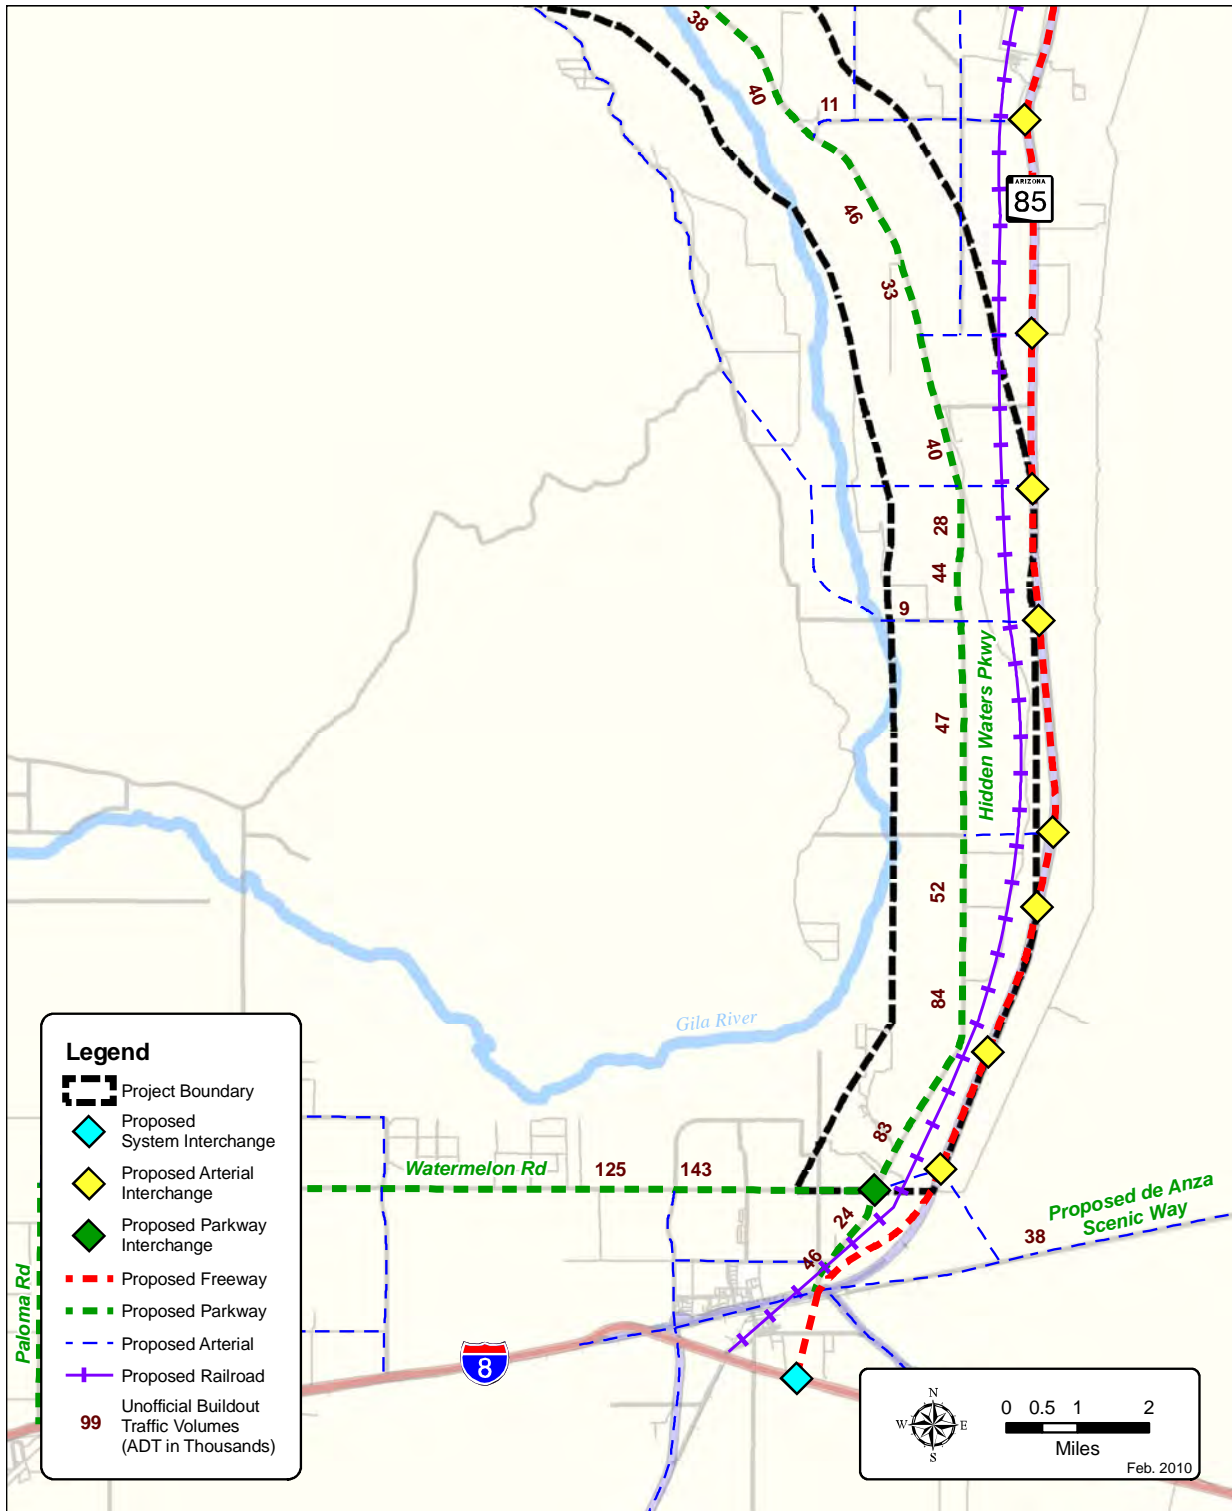 38
40
11
ARIZONA
85
46
33
40
28
44
9
Hidden Waters Pkwy
47
52
84
Gila River
83
Watermelon Rd
125
143
24
46
Proposed de Anza
Scenic Way
38
Paloma Rd
8
Legend
Project Boundary
Proposed
System Interchange
Proposed Arterial
Interchange
Proposed Parkway
Interchange
Proposed Freeway
Proposed Parkway
Proposed Arterial
Proposed Railroad
99
Unofficial Buildout
Traffic Volumes
(ADT in Thousands)
N
W
E
S
0 0.5 1 2
Miles
Feb. 2010